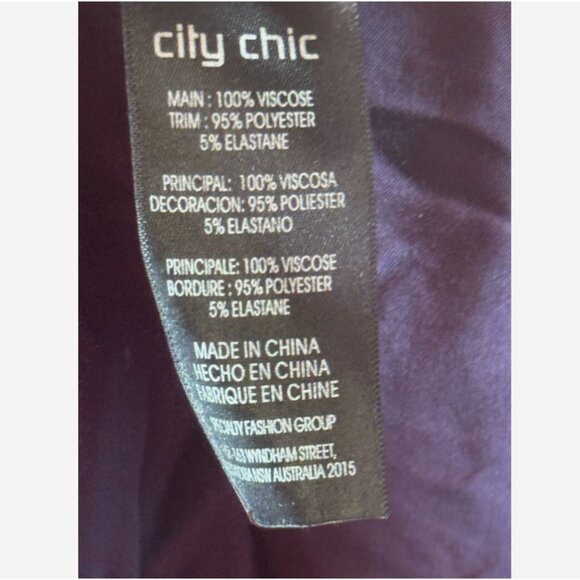 city chic
MAIN : 100% VISCOSE
TRIM : 95% POLYESTER
5% ELASTANE
PRINCIPAL: 100% VISCOSA
DECORACION: 95% POLIESTER
5% ELASTANO
PRINCIPALE: 100% VISCOSE
BORDURE : 95% POLYESTER
5% ELASTANE
MADE IN CHINA
HECHO EN CHINA
FABRIQUE EN CHINE
FASHION GROUP
WYNDHAM STREET,
NSW AUSTRALIA 2015